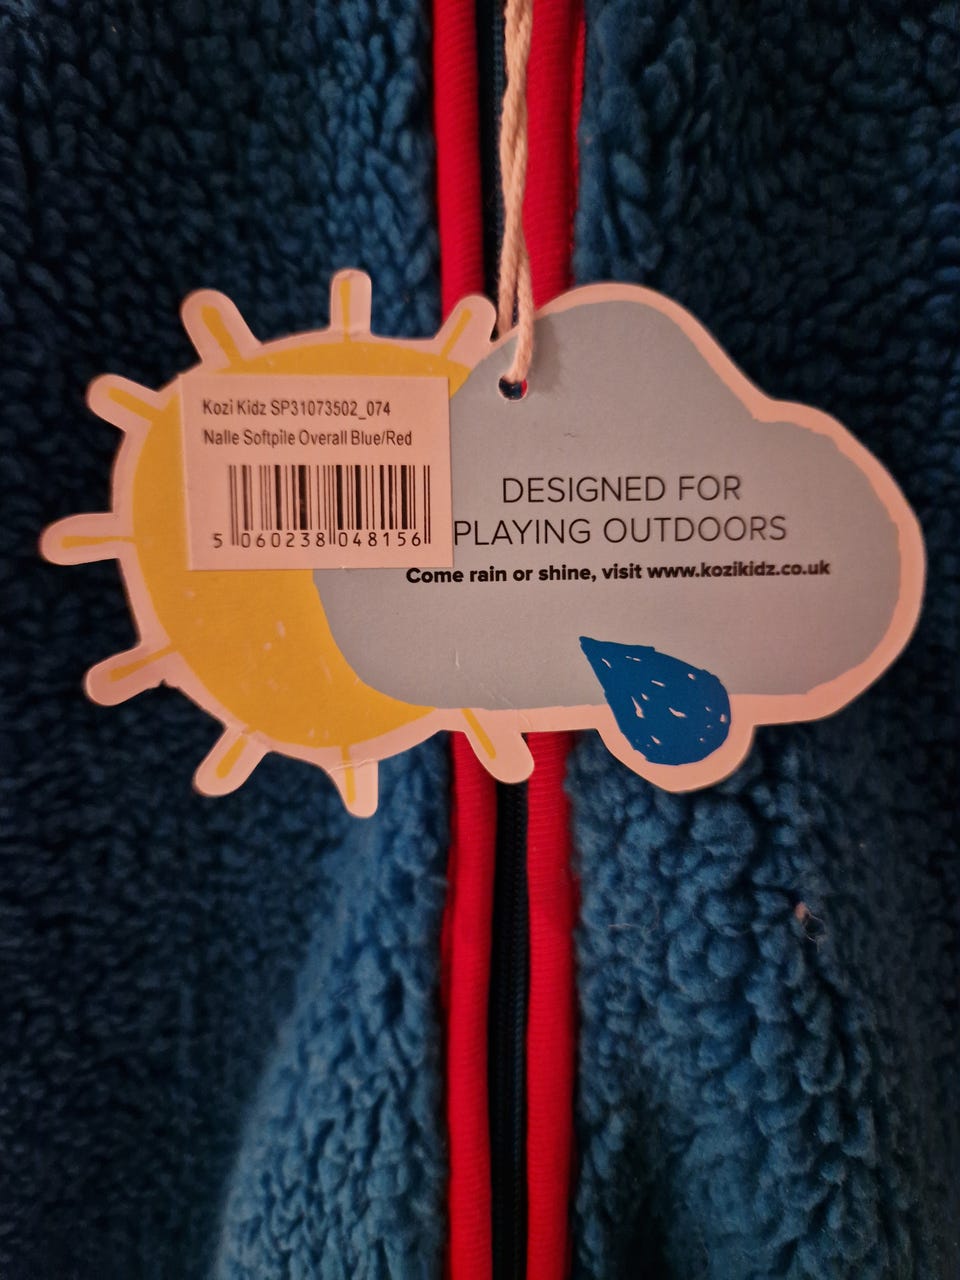 Kozi Kidz SP31073502_074
Nalle Softpile Overall Blue/Red
5 060238 048156
DESIGNED FOR
PLAYING OUTDOORS
Come rain or shine, visit www.kozikidz.co.uk